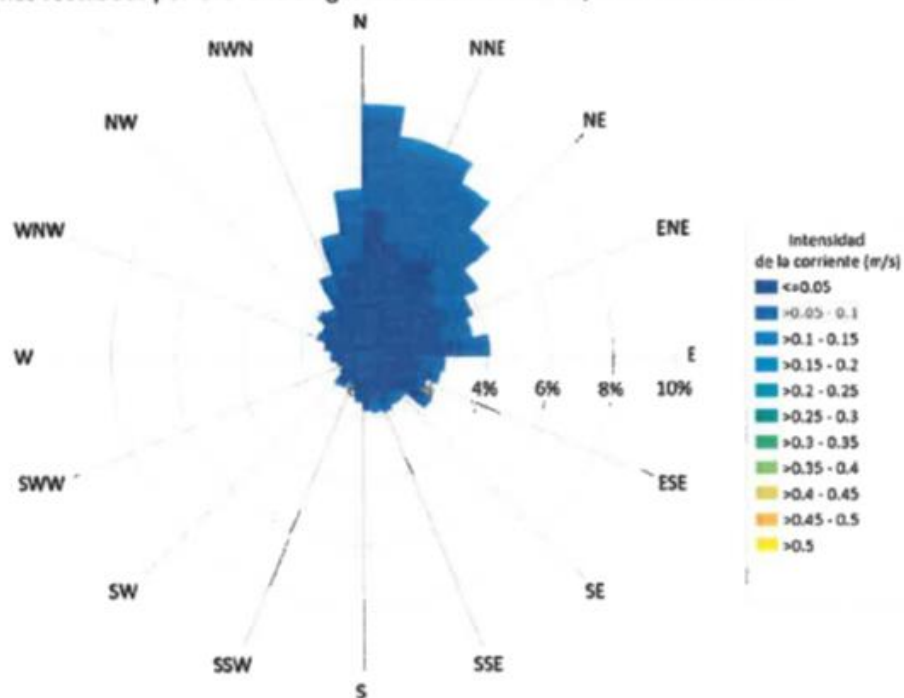 N
NNE
NE
ENE
E
ESE
SE
SSE
S
SSW
SW
SWW
W
WNW
NW
NWN
4%
6%
8%
10%
Intensidad
de la corriente (m/s)
<=0.05
>0.05 - 0.1
>0.1 - 0.15
>0.15 - 0.2
>0.2 - 0.25
>0.25 - 0.3
>0.3 - 0.35
>0.35 - 0.4
>0.4 - 0.45
>0.45 - 0.5
>0.5